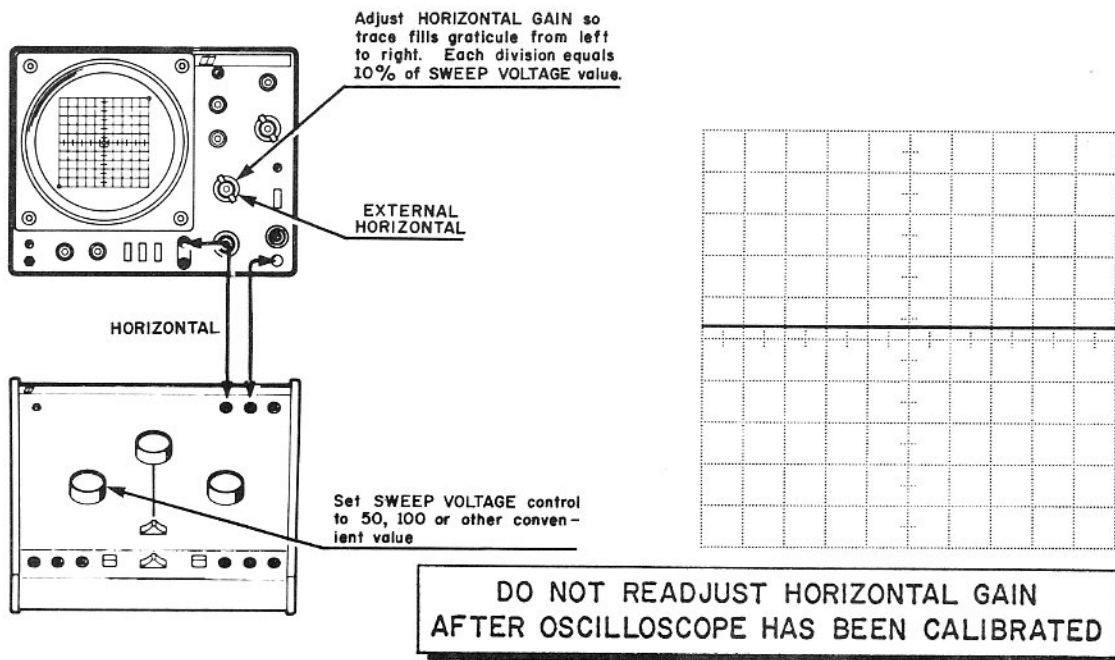 Adjust HORIZONTAL GAIN so
trace fills graticule from left
to right. Each division equals
10% of SWEEP VOLTAGE value.
EXTERNAL
HORIZONTAL
HORIZONTAL
Set SWEEP VOLTAGE control
to 50, 100 or other conven-
ient value
DO NOT READJUST HORIZONTAL GAIN
AFTER OSCILLOSCOPE HAS BEEN CALIBRATED